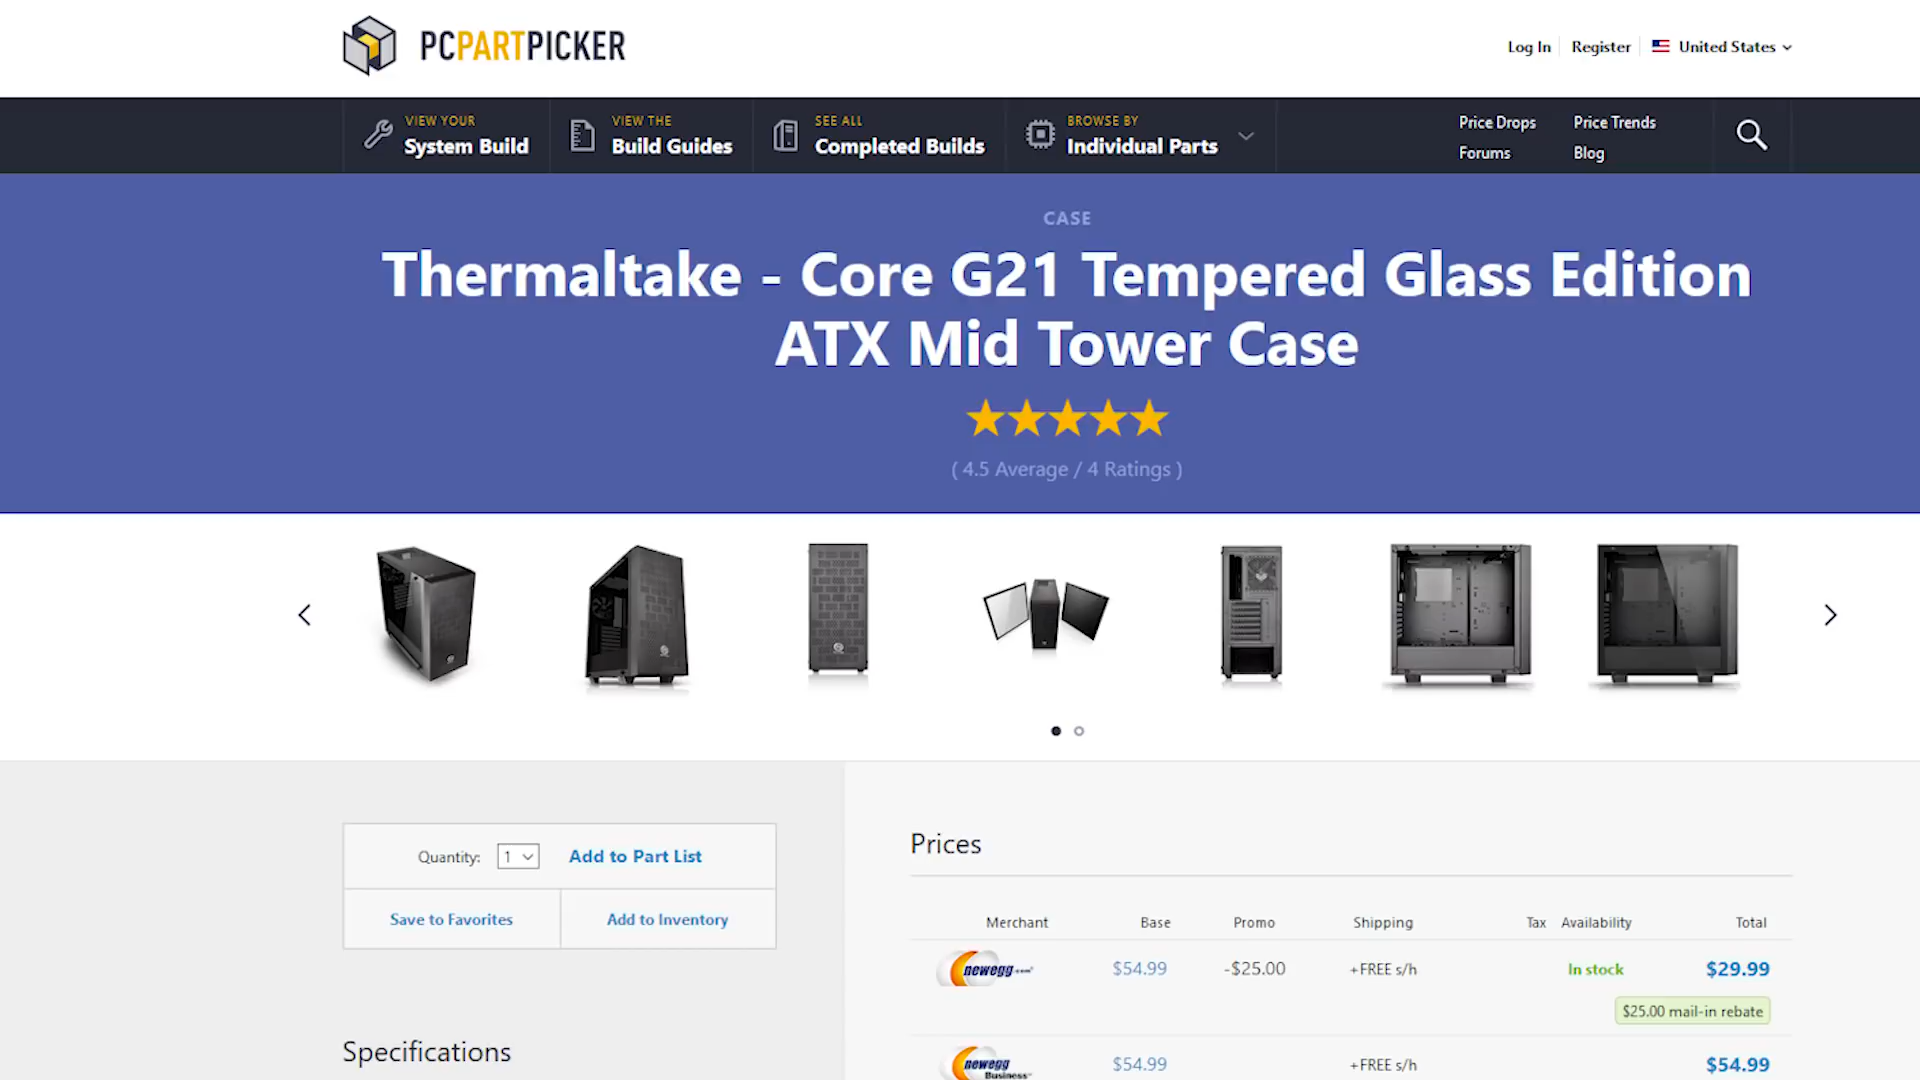 PCPARTPICKER
Log In
Register
United States
VIEW YOUR
System Build
VIEW THE
Build Guides
SEE ALL
Completed Builds
BROWSE BY
Individual Parts
Price Drops
Price Trends
Forums
Blog
CASE
Thermaltake - Core G21 Tempered Glass Edition
ATX Mid Tower Case
( 4.5 Average / 4 Ratings )
Quantity: 1 Add to Part List
Save to Favorites
Add to Inventory
Specifications
Prices
Merchant Base Promo Shipping Tax Availability Total
newegg.com $54.99 -$25.00 +FREE s/h In stock $29.99
$25.00 mail-in rebate
newegg $54.99 +FREE s/h $54.99
Business